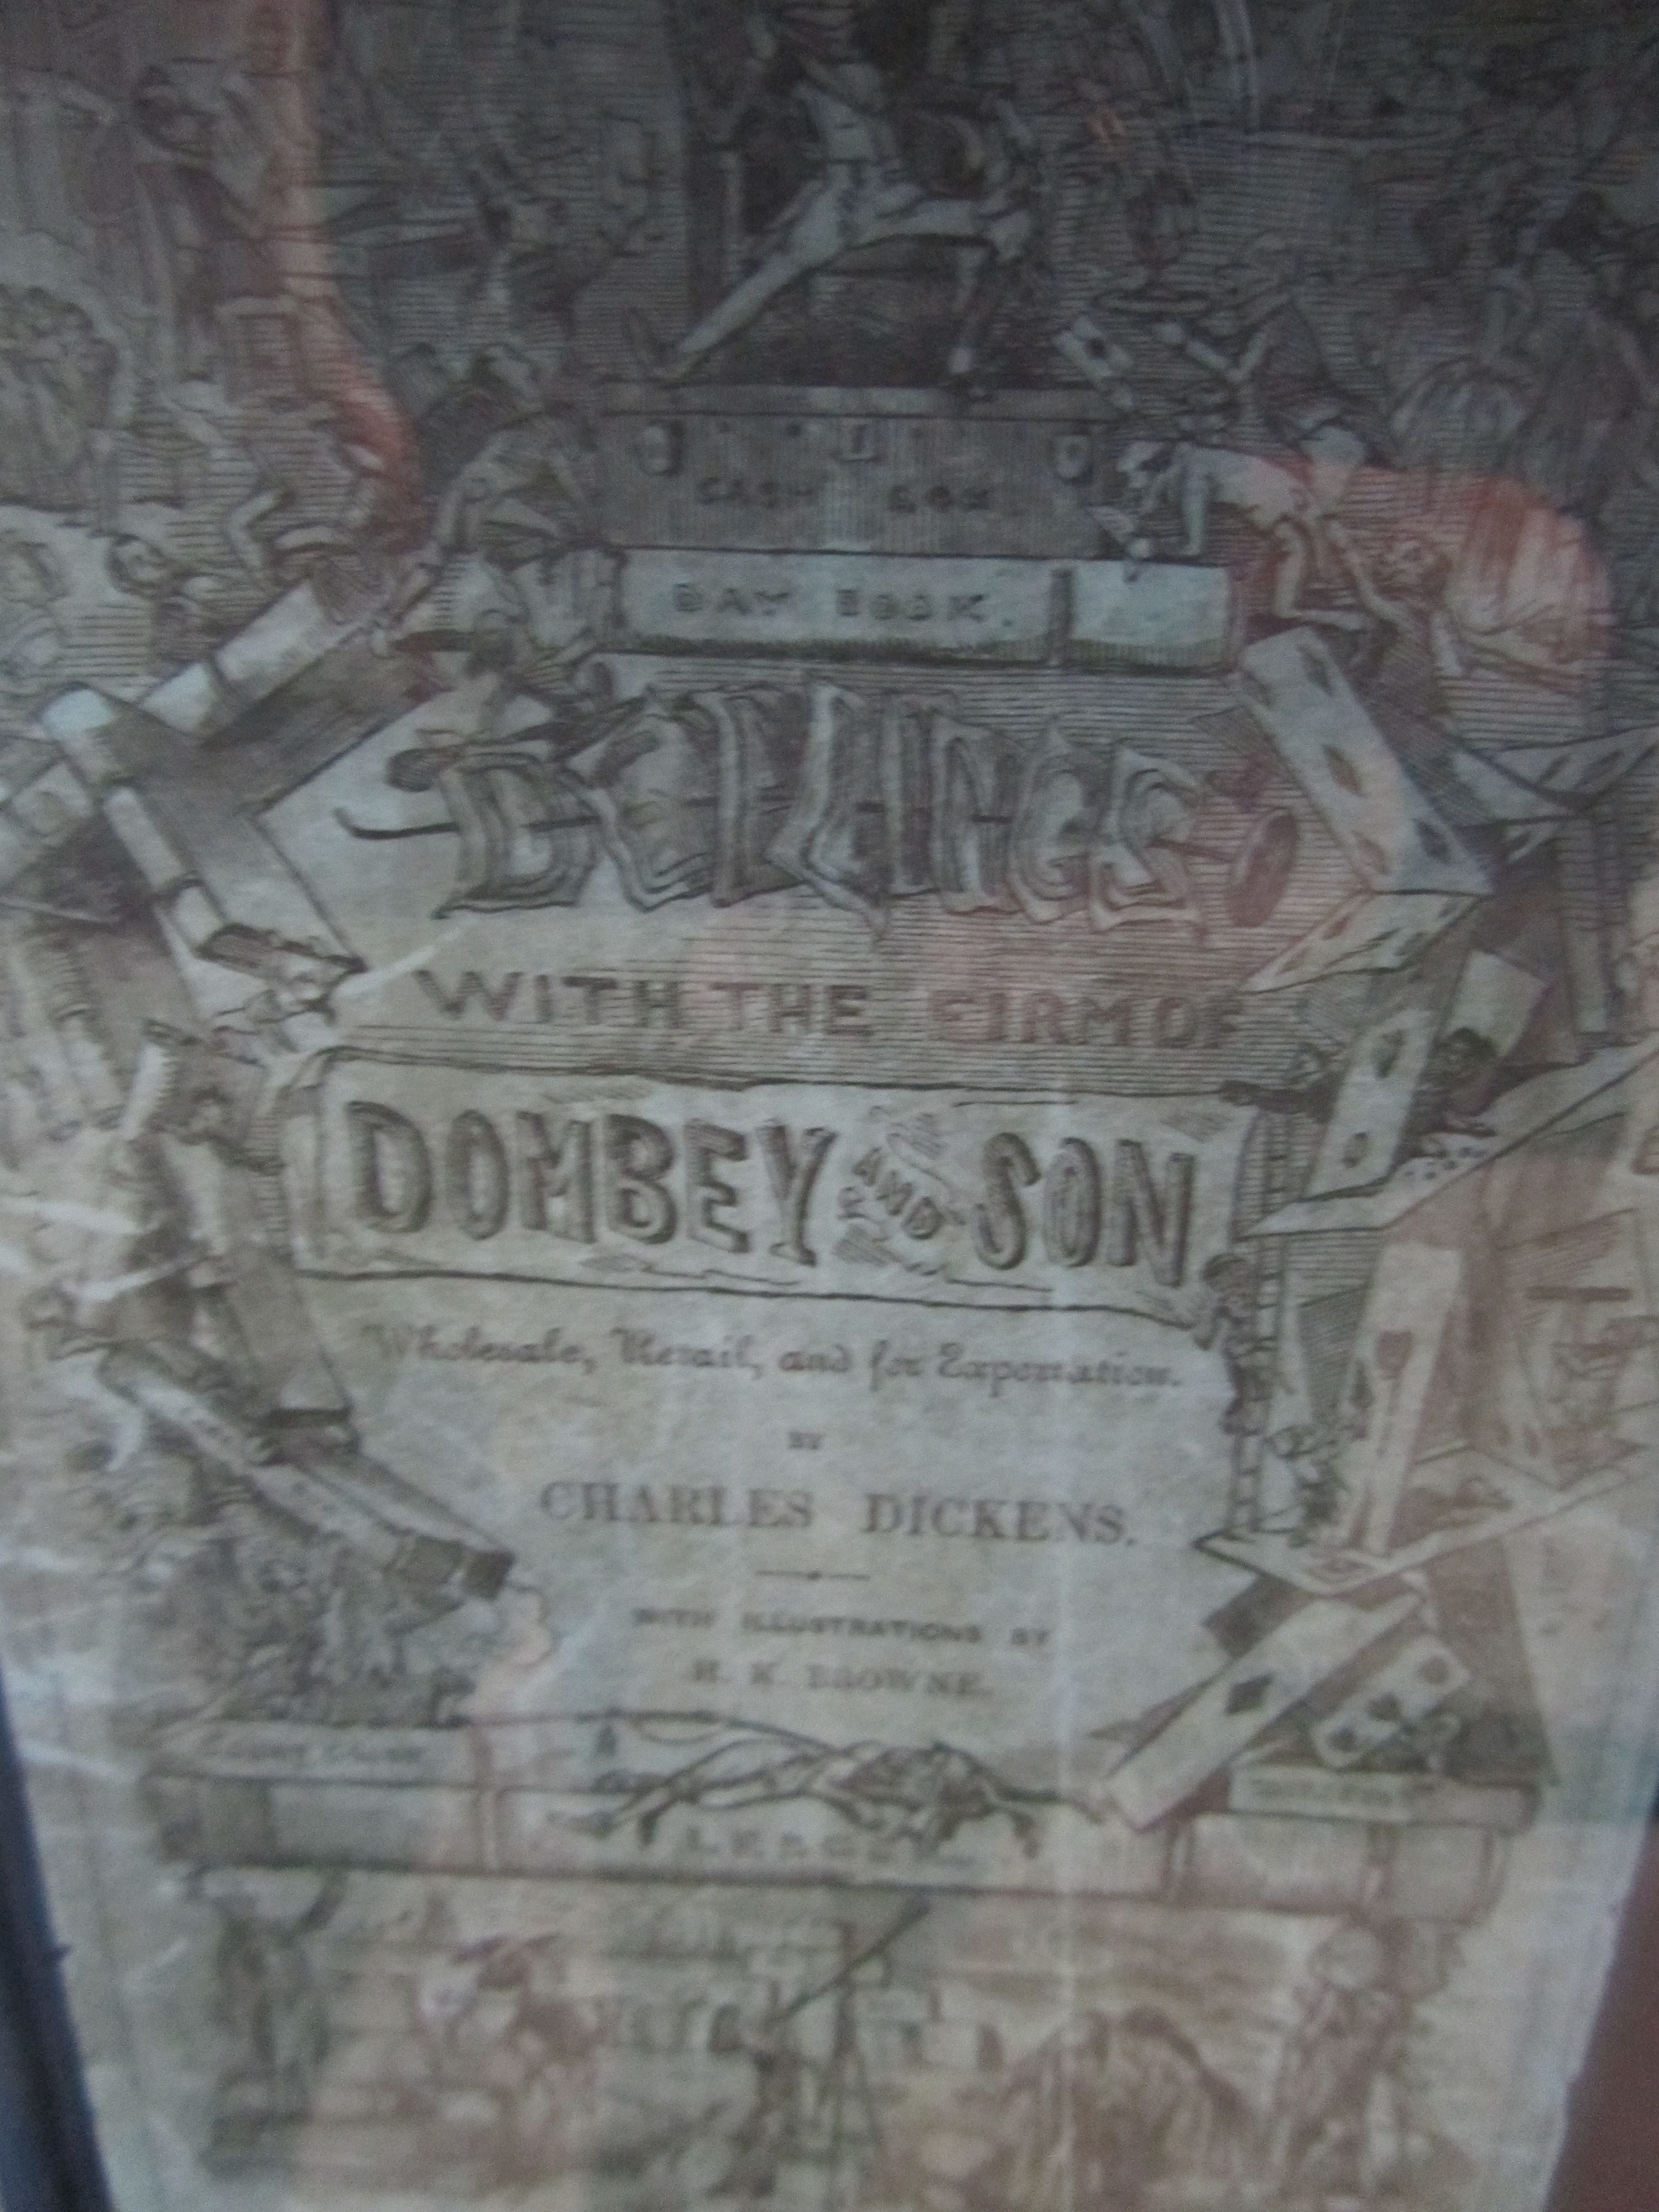 CASH BOX
DAY BOOK.
DEALINGS
WITH THE FIRM OF
DOMBEY AND SON
Wholesale, Retail, and for Exportation.
BY
CHARLES DICKENS.
WITH ILLUSTRATIONS BY
H. K. BROWNE.
LEDGER